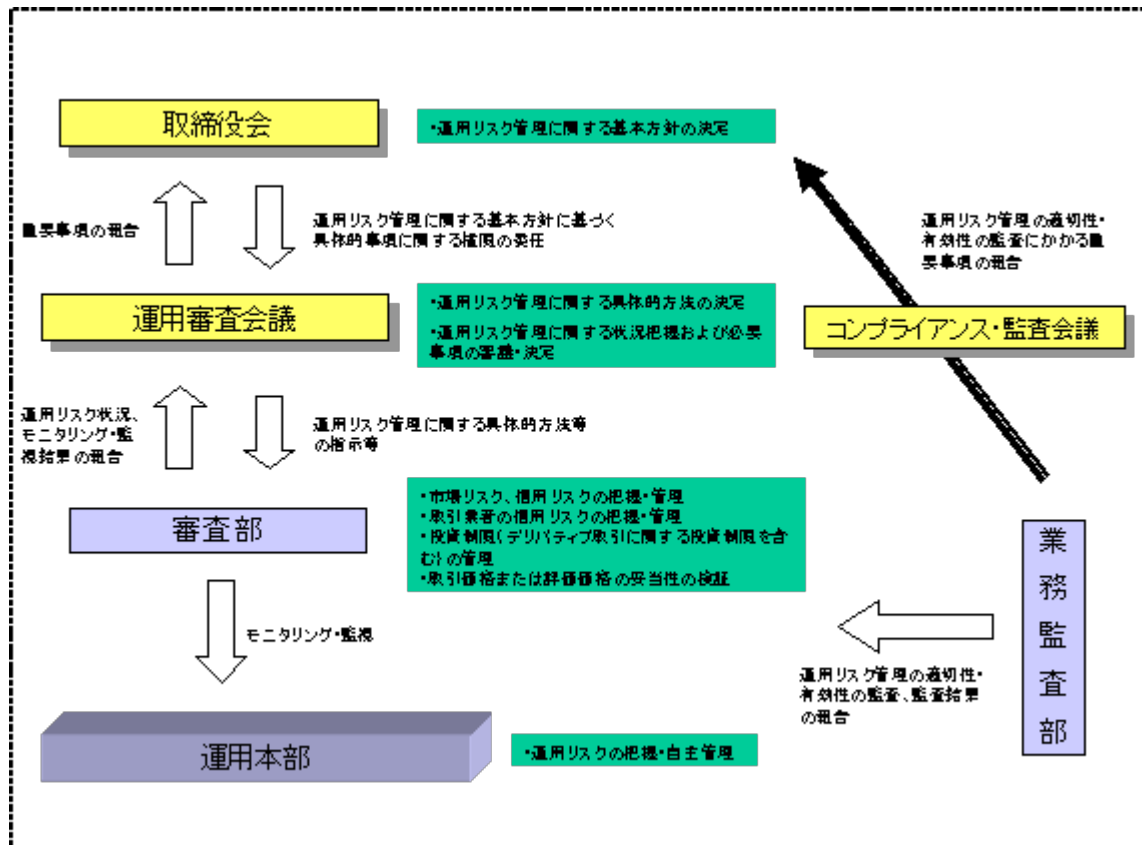 取締役会
・運用リスク管理に関する基本方針の決定
重要事項の報告
運用リスク管理に関する基本方針に基づく
具体的事項に関する権限の委任
運用リスク管理の適切性・
有効性の監査にかかる重
要事項の報告
運用審査会議
・運用リスク管理に関する具体的方法の決定
・運用リスク管理に関する状況把握および必要
事項の審議・決定
コンプライアンス・監査会議
運用リスク状況、
モニタリング・監
視結果の報告
運用リスク管理に関する具体的方法等
の指示等
審査部
・市場リスク、信用リスクの把握・管理
・取引業者の信用リスクの把握・管理
・投資制限(デリバティブ取引に関する投資制限を含
む)の管理
・取引価格または評価価格の妥当性の検証
業務監査部
モニタリング・監視
運用リスク管理の適切性・
有効性の監査、監査結果
の報告
運用本部
・運用リスクの把握・自主管理